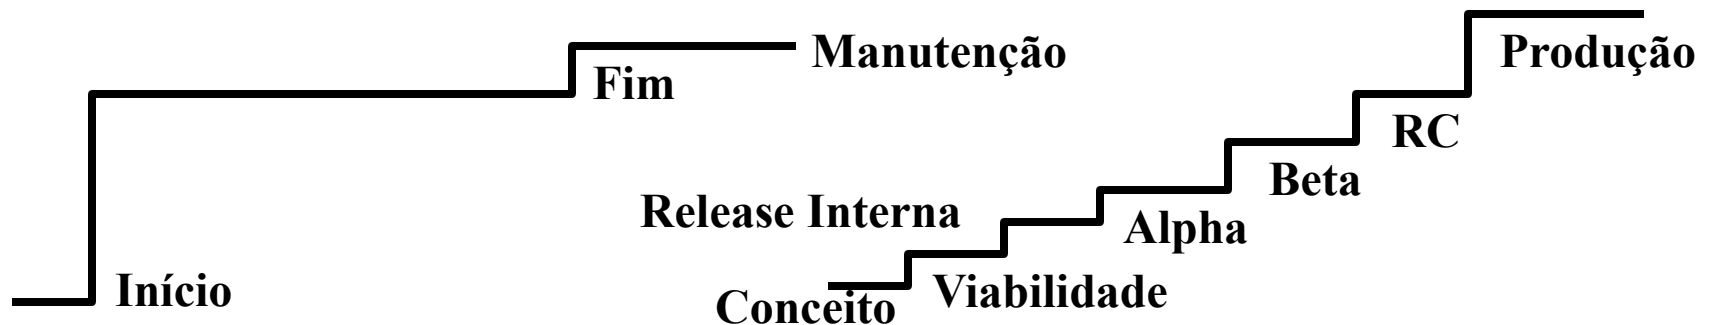 Manutenção
Fim
Início
Produção
RC
Beta
Alpha
Release Interna
Viabilidade
Conceito